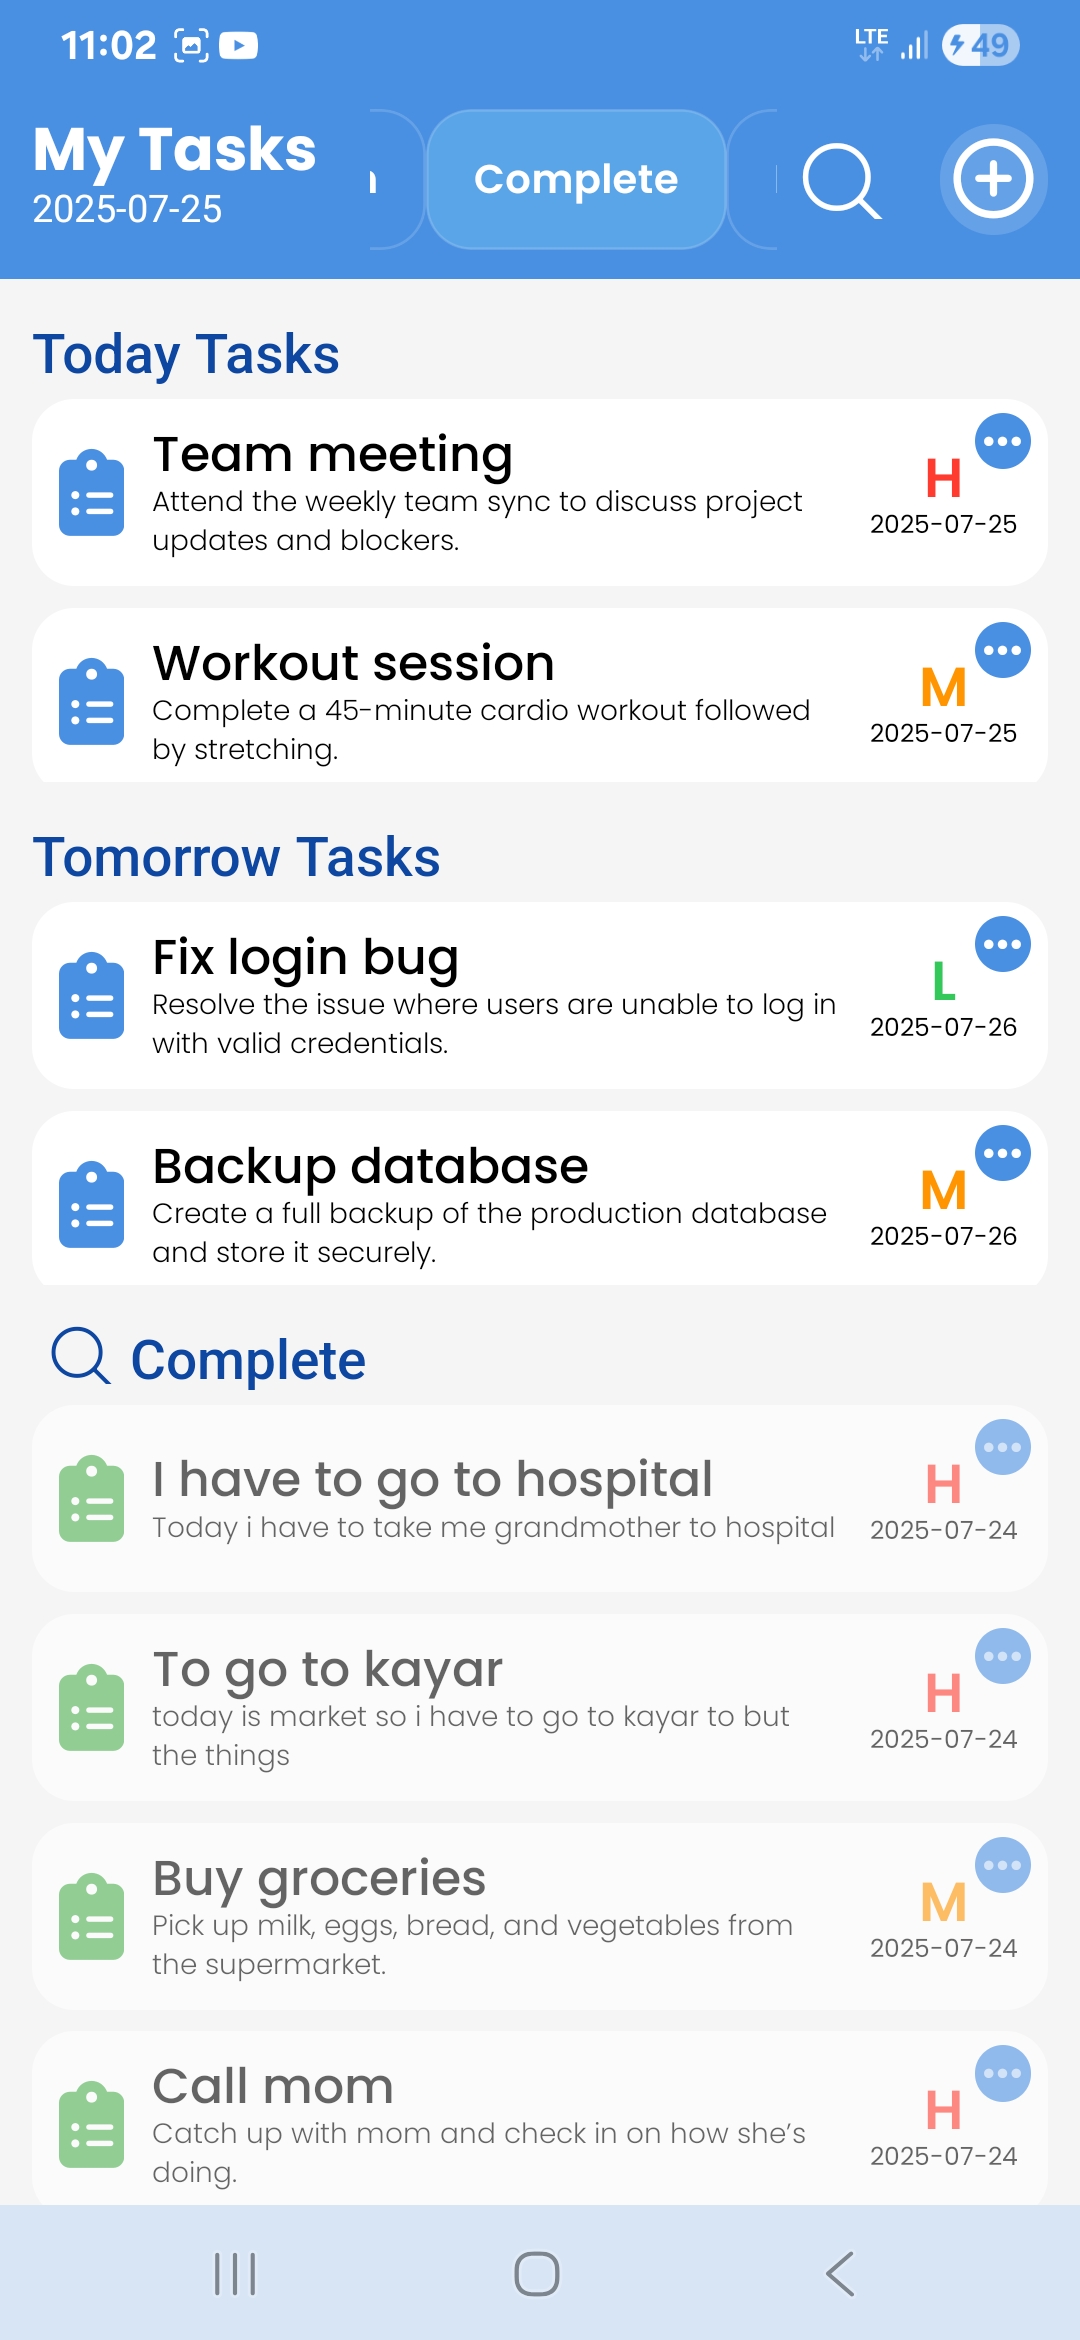 11:02
LTE
49
My Tasks
2025-07-25
Complete
Today Tasks
Team meeting
Attend the weekly team sync to discuss project
updates and blockers.
H
2025-07-25
Workout session
Complete a 45-minute cardio workout followed
by stretching.
M
2025-07-25
Tomorrow Tasks
Fix login bug
Resolve the issue where users are unable to log in
with valid credentials.
L
2025-07-26
Backup database
Create a full backup of the production database
and store it securely.
M
2025-07-26
Complete
I have to go to hospital
Today i have to take me grandmother to hospital
H
2025-07-24
To go to kayar
today is market so i have to go to kayar to but
the things
H
2025-07-24
Buy groceries
Pick up milk, eggs, bread, and vegetables from
the supermarket.
M
2025-07-24
Call mom
Catch up with mom and check in on how she’s
doing.
H
2025-07-24